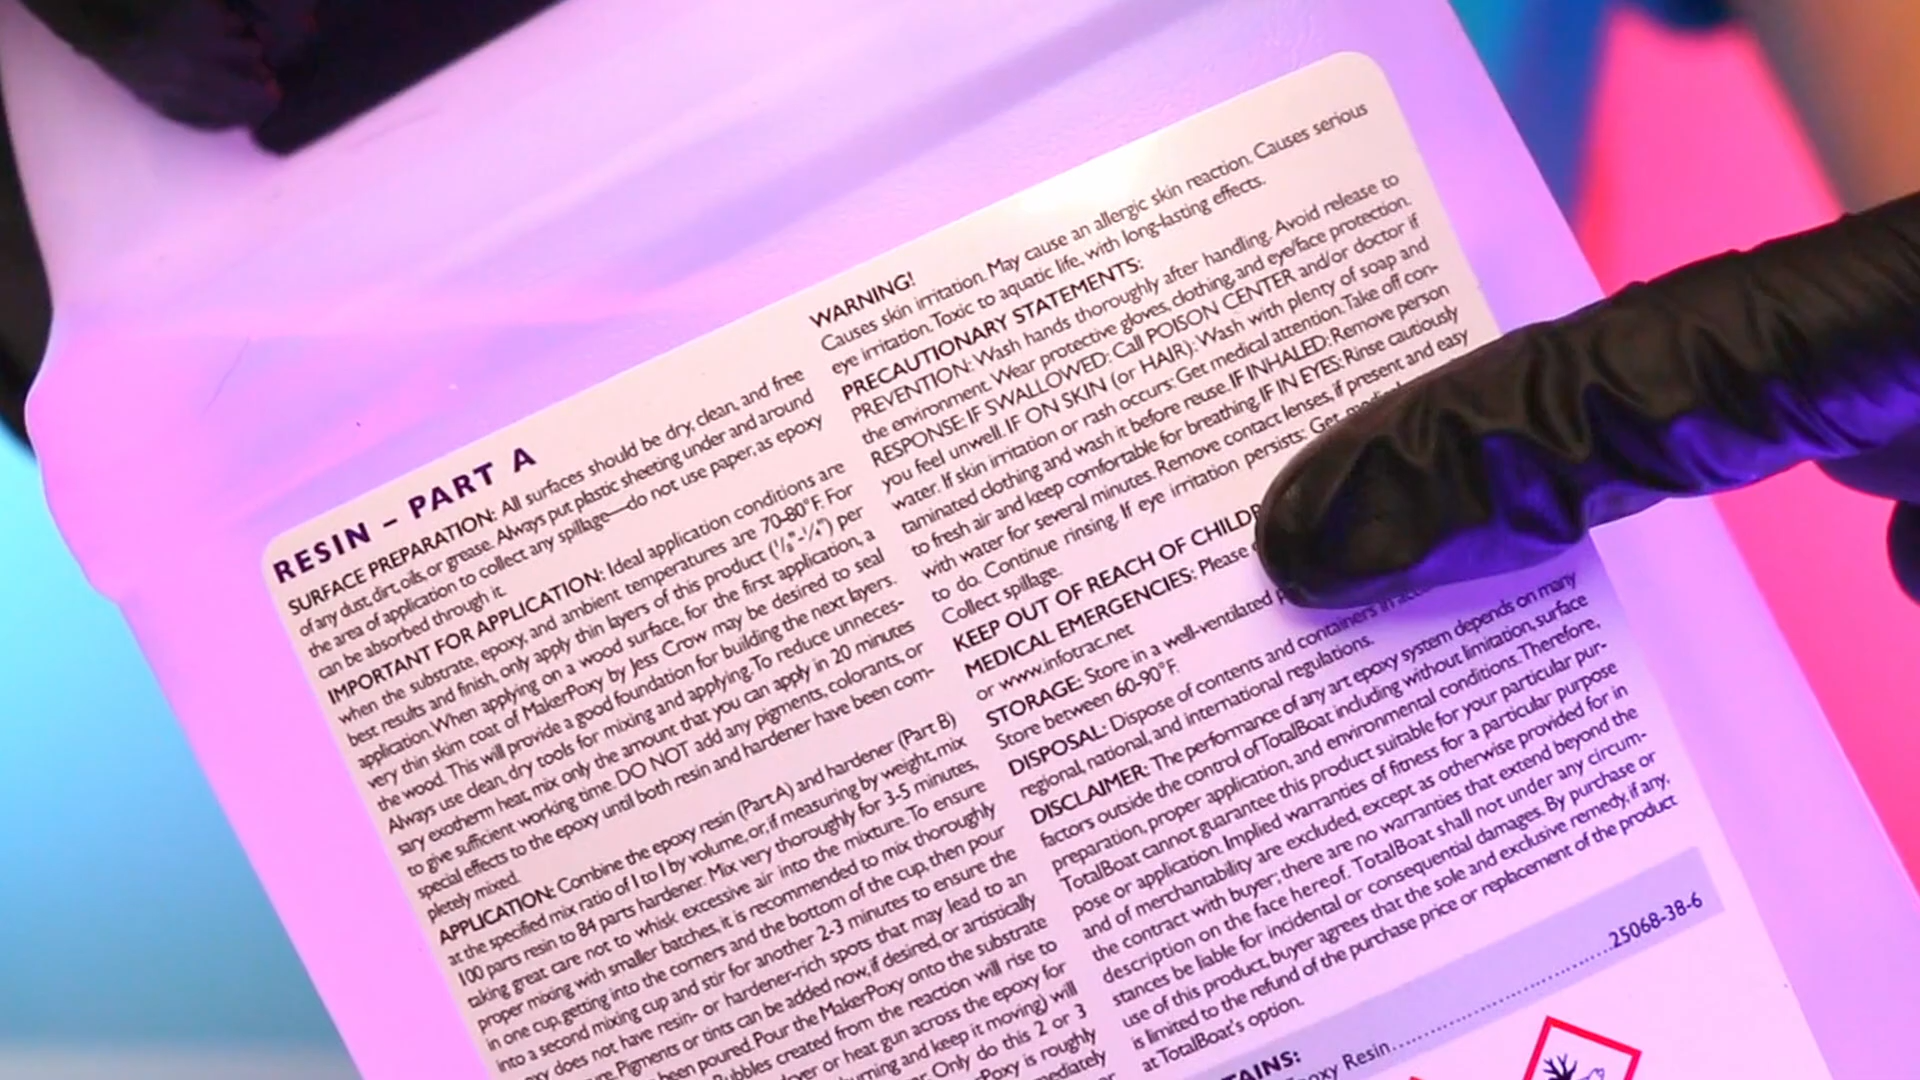 RESIN – PART A
SURFACE PREPARATION: All surfaces should be dry, clean, and free
of any dust, dirt, oils, or grease. Always put plastic sheeting under and around
the area of application to collect any spillage—do not use paper, as epoxy
can be absorbed through it.
IMPORTANT FOR APPLICATION: Ideal application conditions are
when the substrate, epoxy, and ambient temperatures are 70-80°F. For
best results and finish, only apply thin layers of this product (1/8"-1/4") per
application. When applying on a wood surface, for the first application, a
very thin skim coat of MakerPoxy by Jess Crow may be desired to seal
the wood. This will provide a good foundation for building the next layers.
Always use clean, dry tools for mixing and applying. To reduce unneces-
sary exotherm heat, mix only the amount that you can apply in 20 minutes
to give sufficient working time. DO NOT add any pigments, colorants, or
special effects to the epoxy until both resin and hardener have been com-
pletely mixed.
APPLICATION: Combine the epoxy resin (Part A) and hardener (Part B)
at the specified mix ratio of 1 to 1 by volume, or, if measuring by weight, mix
100 parts resin to 84 parts hardener. Mix very thoroughly for 3-5 minutes,
taking great care not to whisk excessive air into the mixture. To ensure
proper mixing with smaller batches, it is recommended to mix thoroughly
in one cup, getting into the corners and the bottom of the cup, then pour
into a second mixing cup and stir for another 2-3 minutes to ensure the
does not have resin- or hardener-rich spots that may lead to an
Pigments or tints can be added now, if desired, or artistically
been poured. Pour the MakerPoxy onto the substrate
created from the reaction will rise to
or heat gun across the epoxy for
and keep it moving) will
Only do this 2 or 3
is roughly
WARNING!
Causes skin irritation. May cause an allergic skin reaction. Causes serious
eye irritation. Toxic to aquatic life, with long-lasting effects.
PRECAUTIONARY STATEMENTS:
PREVENTION: Wash hands thoroughly after handling. Avoid release to
the environment. Wear protective gloves, clothing, and eye/face protection.
RESPONSE: IF SWALLOWED: Call POISON CENTER and/or doctor if
you feel unwell. IF ON SKIN (or HAIR): Wash with plenty of soap and
water. If skin irritation or rash occurs: Get medical attention. Take off con-
taminated clothing and wash it before reuse. IF INHALED: Remove person
to fresh air and keep comfortable for breathing. IF IN EYES: Rinse cautiously
with water for several minutes. Remove contact lenses, if present and easy
to do. Continue rinsing. If eye irritation persists: Get
Collect spillage.
KEEP OUT OF REACH OF
MEDICAL EMERGENCIES: Please
or www.infotrac.net
STORAGE: Store in a well-ventilated
Store between 60-90°F.
DISPOSAL: Dispose of contents and containers in
regional, national, and international regulations.
DISCLAIMER: The performance of any art epoxy system depends on many
factors outside the control of TotalBoat including without limitation, surface
preparation, proper application, and environmental conditions. Therefore,
TotalBoat cannot guarantee this product suitable for your particular pur-
pose or application. Implied warranties of fitness for a particular purpose
and of merchantability are excluded, except as otherwise provided for in
the contract with buyer; there are no warranties that extend beyond the
description on the face hereof. TotalBoat shall not under any circum-
stances be liable for incidental or consequential damages. By purchase or
use of this product, buyer agrees that the sole and exclusive remedy, if any,
is limited to the refund of the purchase price or replacement of the product
at TotalBoat's option.
Resin 25068-38-6